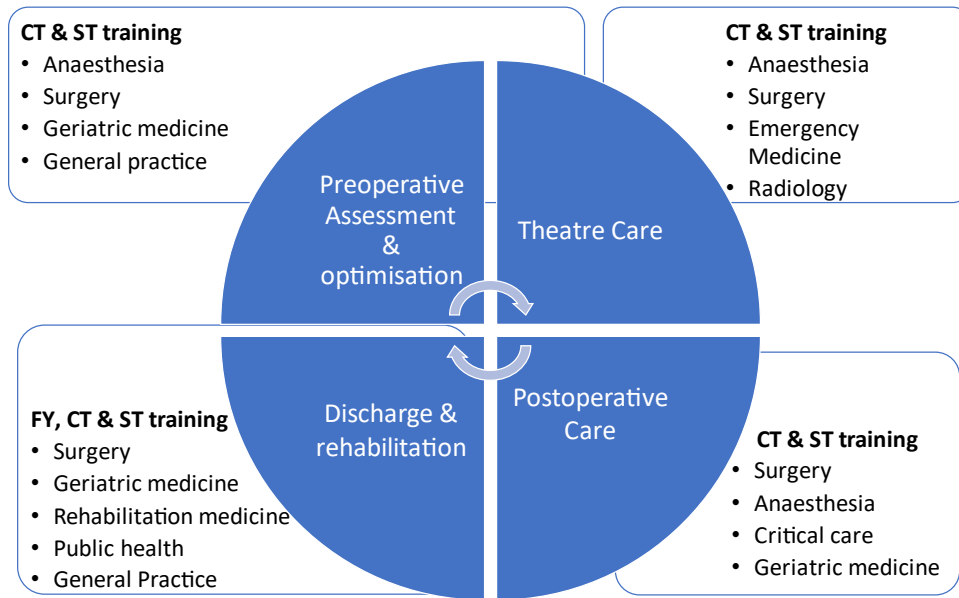 CT & ST training
• Anaesthesia
• Surgery
• Geriatric medicine
• General practice
CT & ST training
• Anaesthesia
• Surgery
• Emergency
Medicine
• Radiology
Preoperative
Assessment
&
optimisation
Theatre Care
Discharge &
rehabilitation
Postoperative
Care
FY, CT & ST training
• Surgery
• Geriatric medicine
• Rehabilitation medicine
• Public health
• General Practice
CT & ST training
• Surgery
• Anaesthesia
• Critical care
• Geriatric medicine